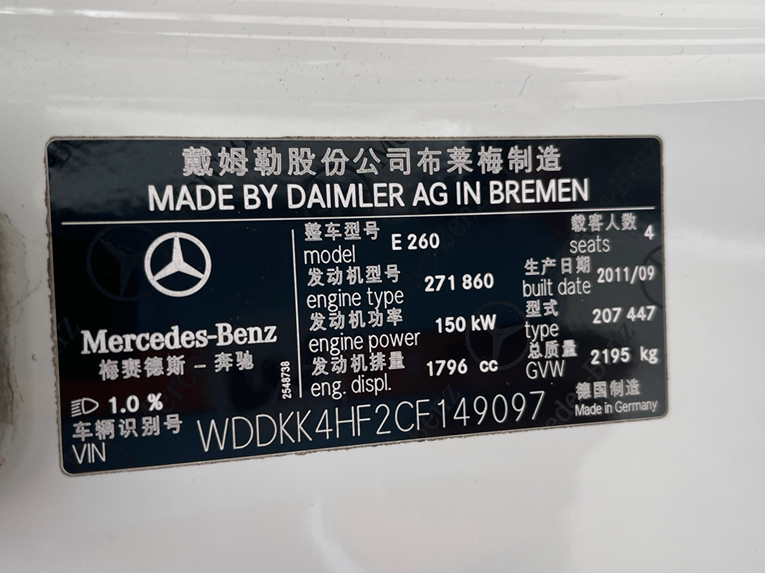 戴姆勒股份公司布莱梅制造
MADE BY DAIMLER AG IN BREMEN
整车型号 E 260 载客人数 4
model seats
发动机型号 271 860 生产日期 2011/09
engine type built date
发动机功率 150 kW 型式 207 447
engine power type
发动机排量 1796 cc 总质量 2195 kg
eng. displ. GVW
Mercedes-Benz
梅赛德斯－奔驰
2548738
1.0 %
德国制造
Made in Germany
车辆识别号 WDDKK4HF2CF149097
VIN